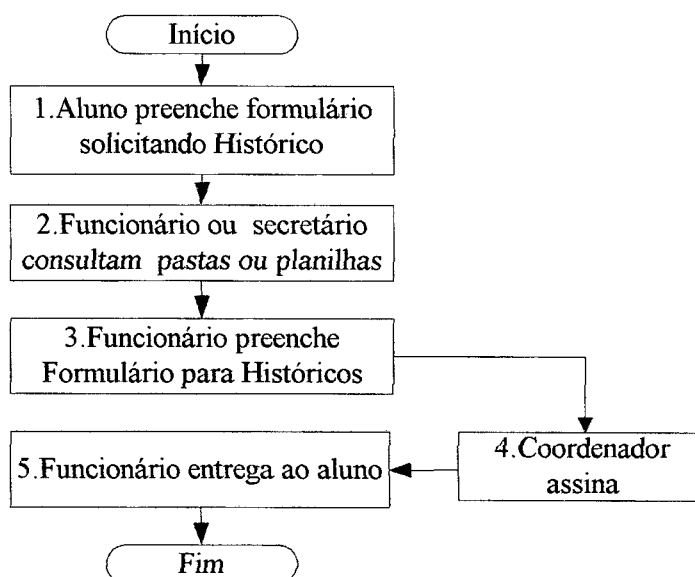 Início
1.Aluno preenche formulário
solicitando Histórico
2.Funcionário ou secretário
consultam pastas ou planilhas
3.Funcionário preenche
Formulário para Históricos
4.Coordenador
assina
5.Funcionário entrega ao aluno
Fim